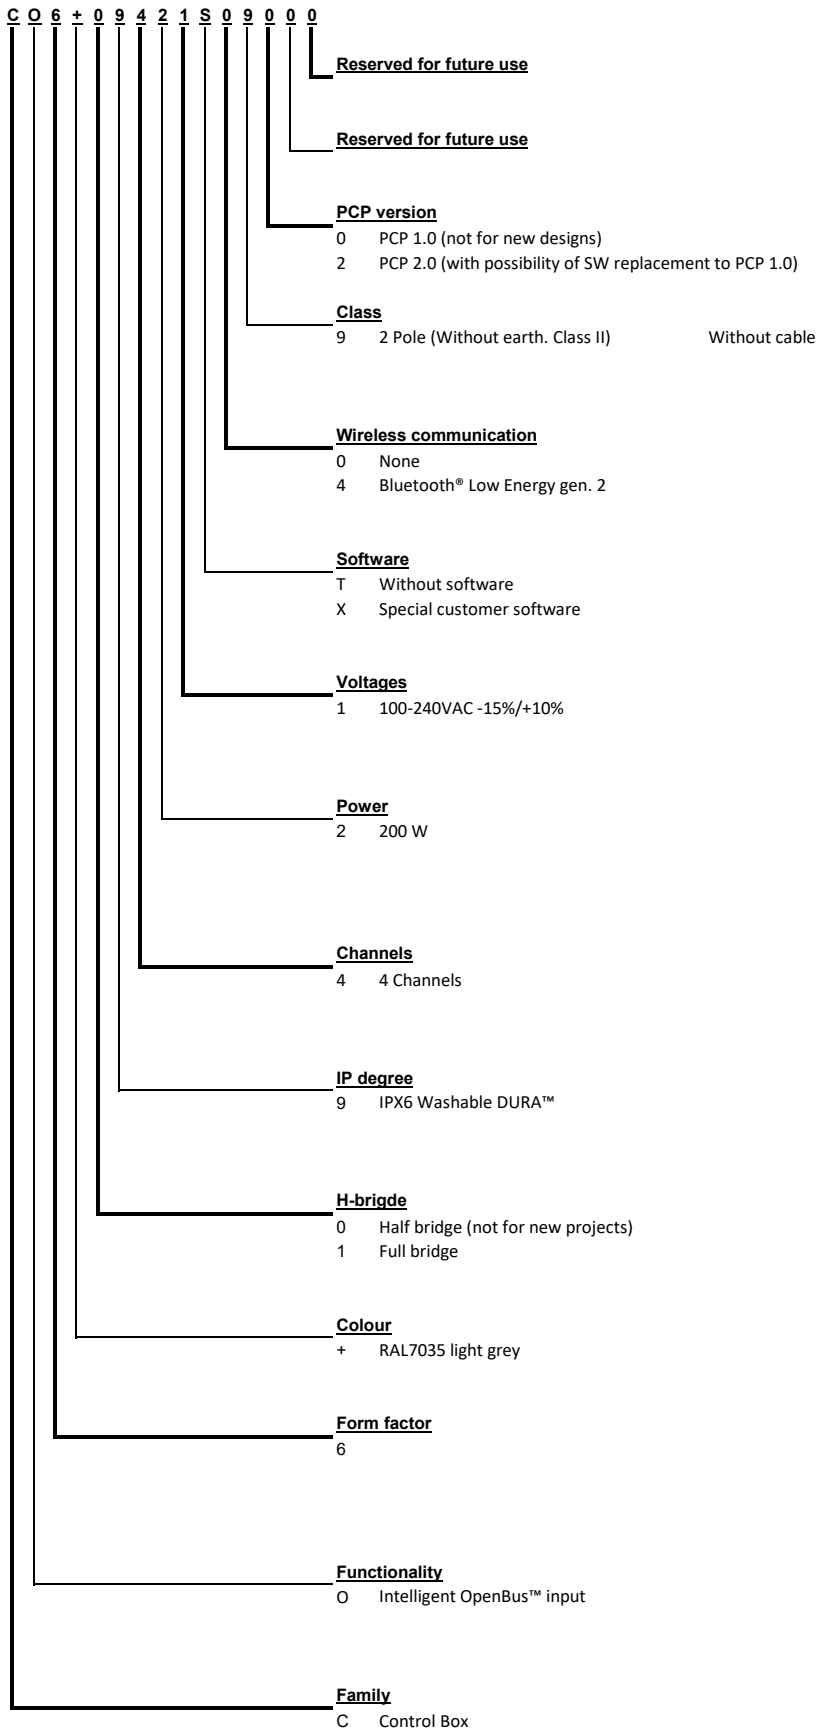 C O 6 + 0 9 4 2 1 S 0 9 0 0 0
Reserved for future use
Reserved for future use
PCP version
0 PCP 1.0 (not for new designs)
2 PCP 2.0 (with possibility of SW replacement to PCP 1.0)
Class
9 2 Pole (Without earth. Class II) Without cable
Wireless communication
0 None
4 Bluetooth® Low Energy gen. 2
Software
T Without software
X Special customer software
Voltages
1 100-240VAC -15%/+10%
Power
2 200 W
Channels
4 4 Channels
IP degree
9 IPX6 Washable DURA™
H-brigde
0 Half bridge (not for new projects)
1 Full bridge
Colour
+ RAL7035 light grey
Form factor
6
Functionality
O Intelligent OpenBus™ input
Family
C Control Box